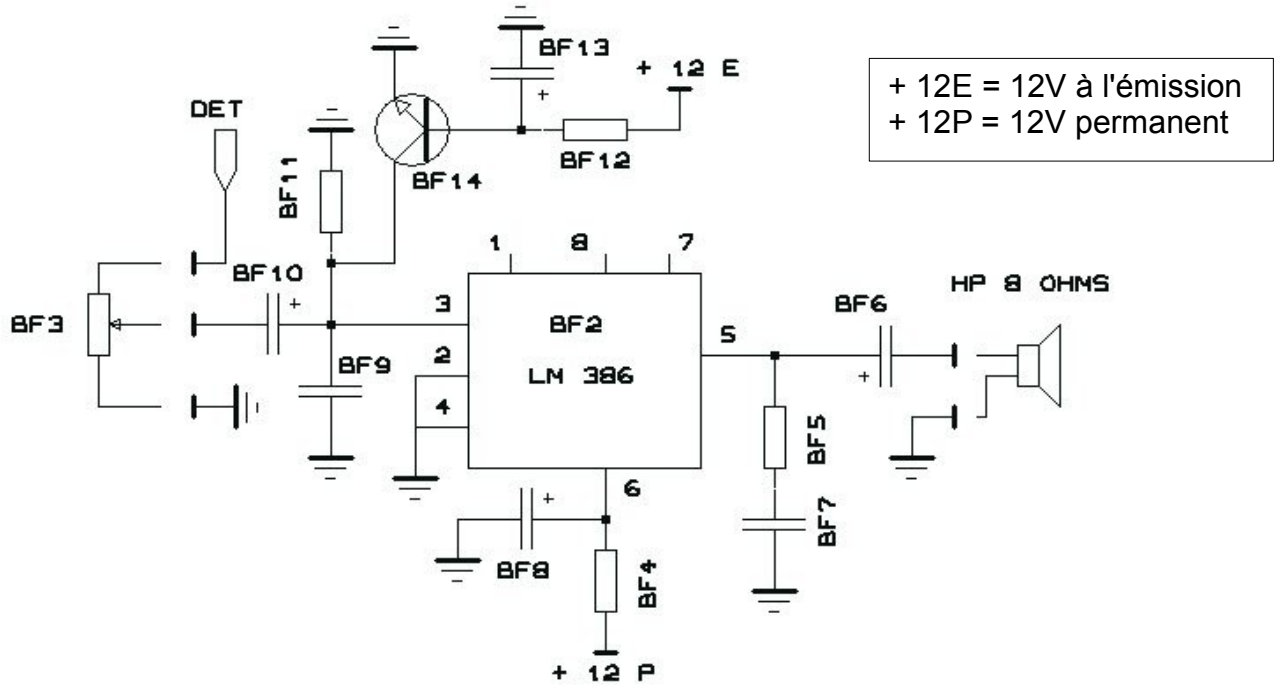 BF13
+ 12 E
+ 12E = 12V à l'émission
+ 12P = 12V permanent
DET
+
BF12
BF11
BF14
1
8
7
BF10
+
HP 8 OHMS
BF3
3
BF2
BF6
5
BF9
2
LM 386
+
4
BF5
6
+
BF7
BF8
BF4
+ 12 P